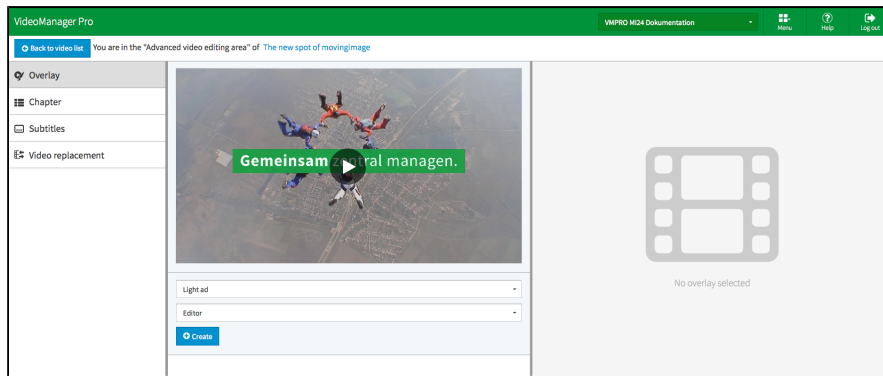 VideoManager Pro
VMPRO MI24 Dokumentation
Menu
Help
Log out
Back to video list
You are in the "Advanced video editing area" of The new spot of movingimage
Overlay
Chapter
Subtitles
Video replacement
Gemeinsam zentral managen.
Light ad
Editor
Create
No overlay selected